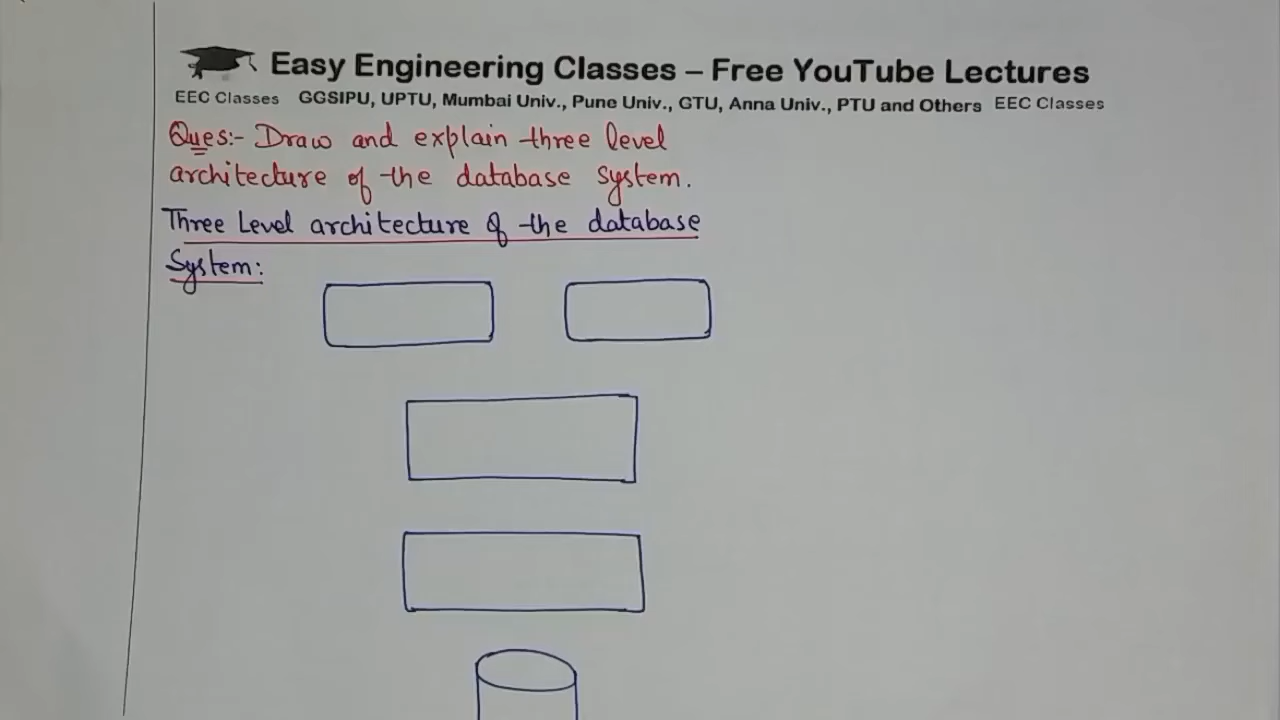 Easy Engineering Classes – Free YouTube Lectures
EEC Classes GGSIPU, UPTU, Mumbai Univ., Pune Univ., GTU, Anna Univ., PTU and Others EEC Classes
Ques:- Draw and explain three level
architecture of the database system.
Three Level architecture of the database
System: